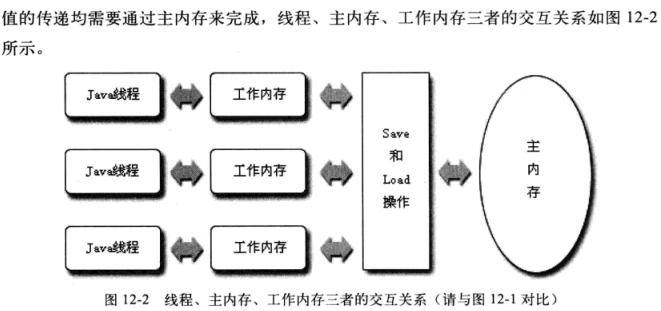 值的传递均需要通过主内存来完成，线程、主内存、工作内存三者的交互关系如图 12-2
所示。
Java线程
工作内存
Java线程
工作内存
Java线程
工作内存
Save
和
Load
操作
主
内
存
图 12-2 线程、主内存、工作内存三者的交互关系（请与图 12-1 对比）